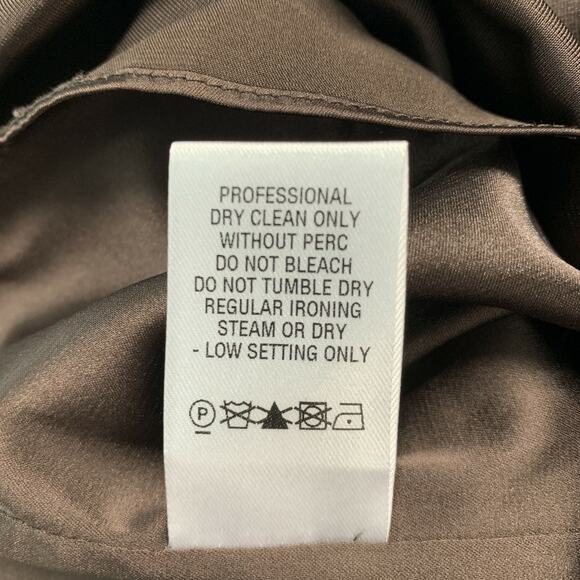 PROFESSIONAL
DRY CLEAN ONLY
WITHOUT PERC
DO NOT BLEACH
DO NOT TUMBLE DRY
REGULAR IRONING
STEAM OR DRY
- LOW SETTING ONLY
P